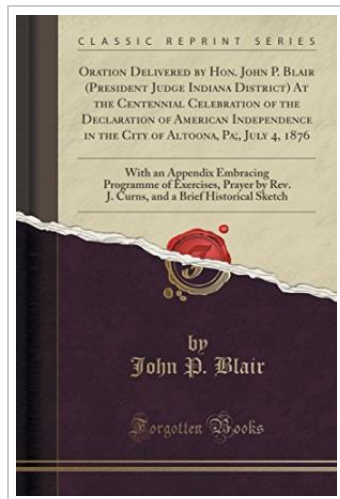 CLASSIC REPRINT SERIES
ORATION DELIVERED BY HON. JOHN P. BLAIR
(PRESIDENT JUDGE INDIANA DISTRICT) AT
THE CENTENNIAL CELEBRATION OF THE
DECLARATION OF AMERICAN INDEPENDENCE
IN THE CITY OF ALTOONA, PA;, JULY 4, 1876
With an Appendix Embracing
Programme of Exercises, Prayer by Rev.
J. Curns, and a Brief Historical Sketch
by
John P. Blair
Forgotten Books